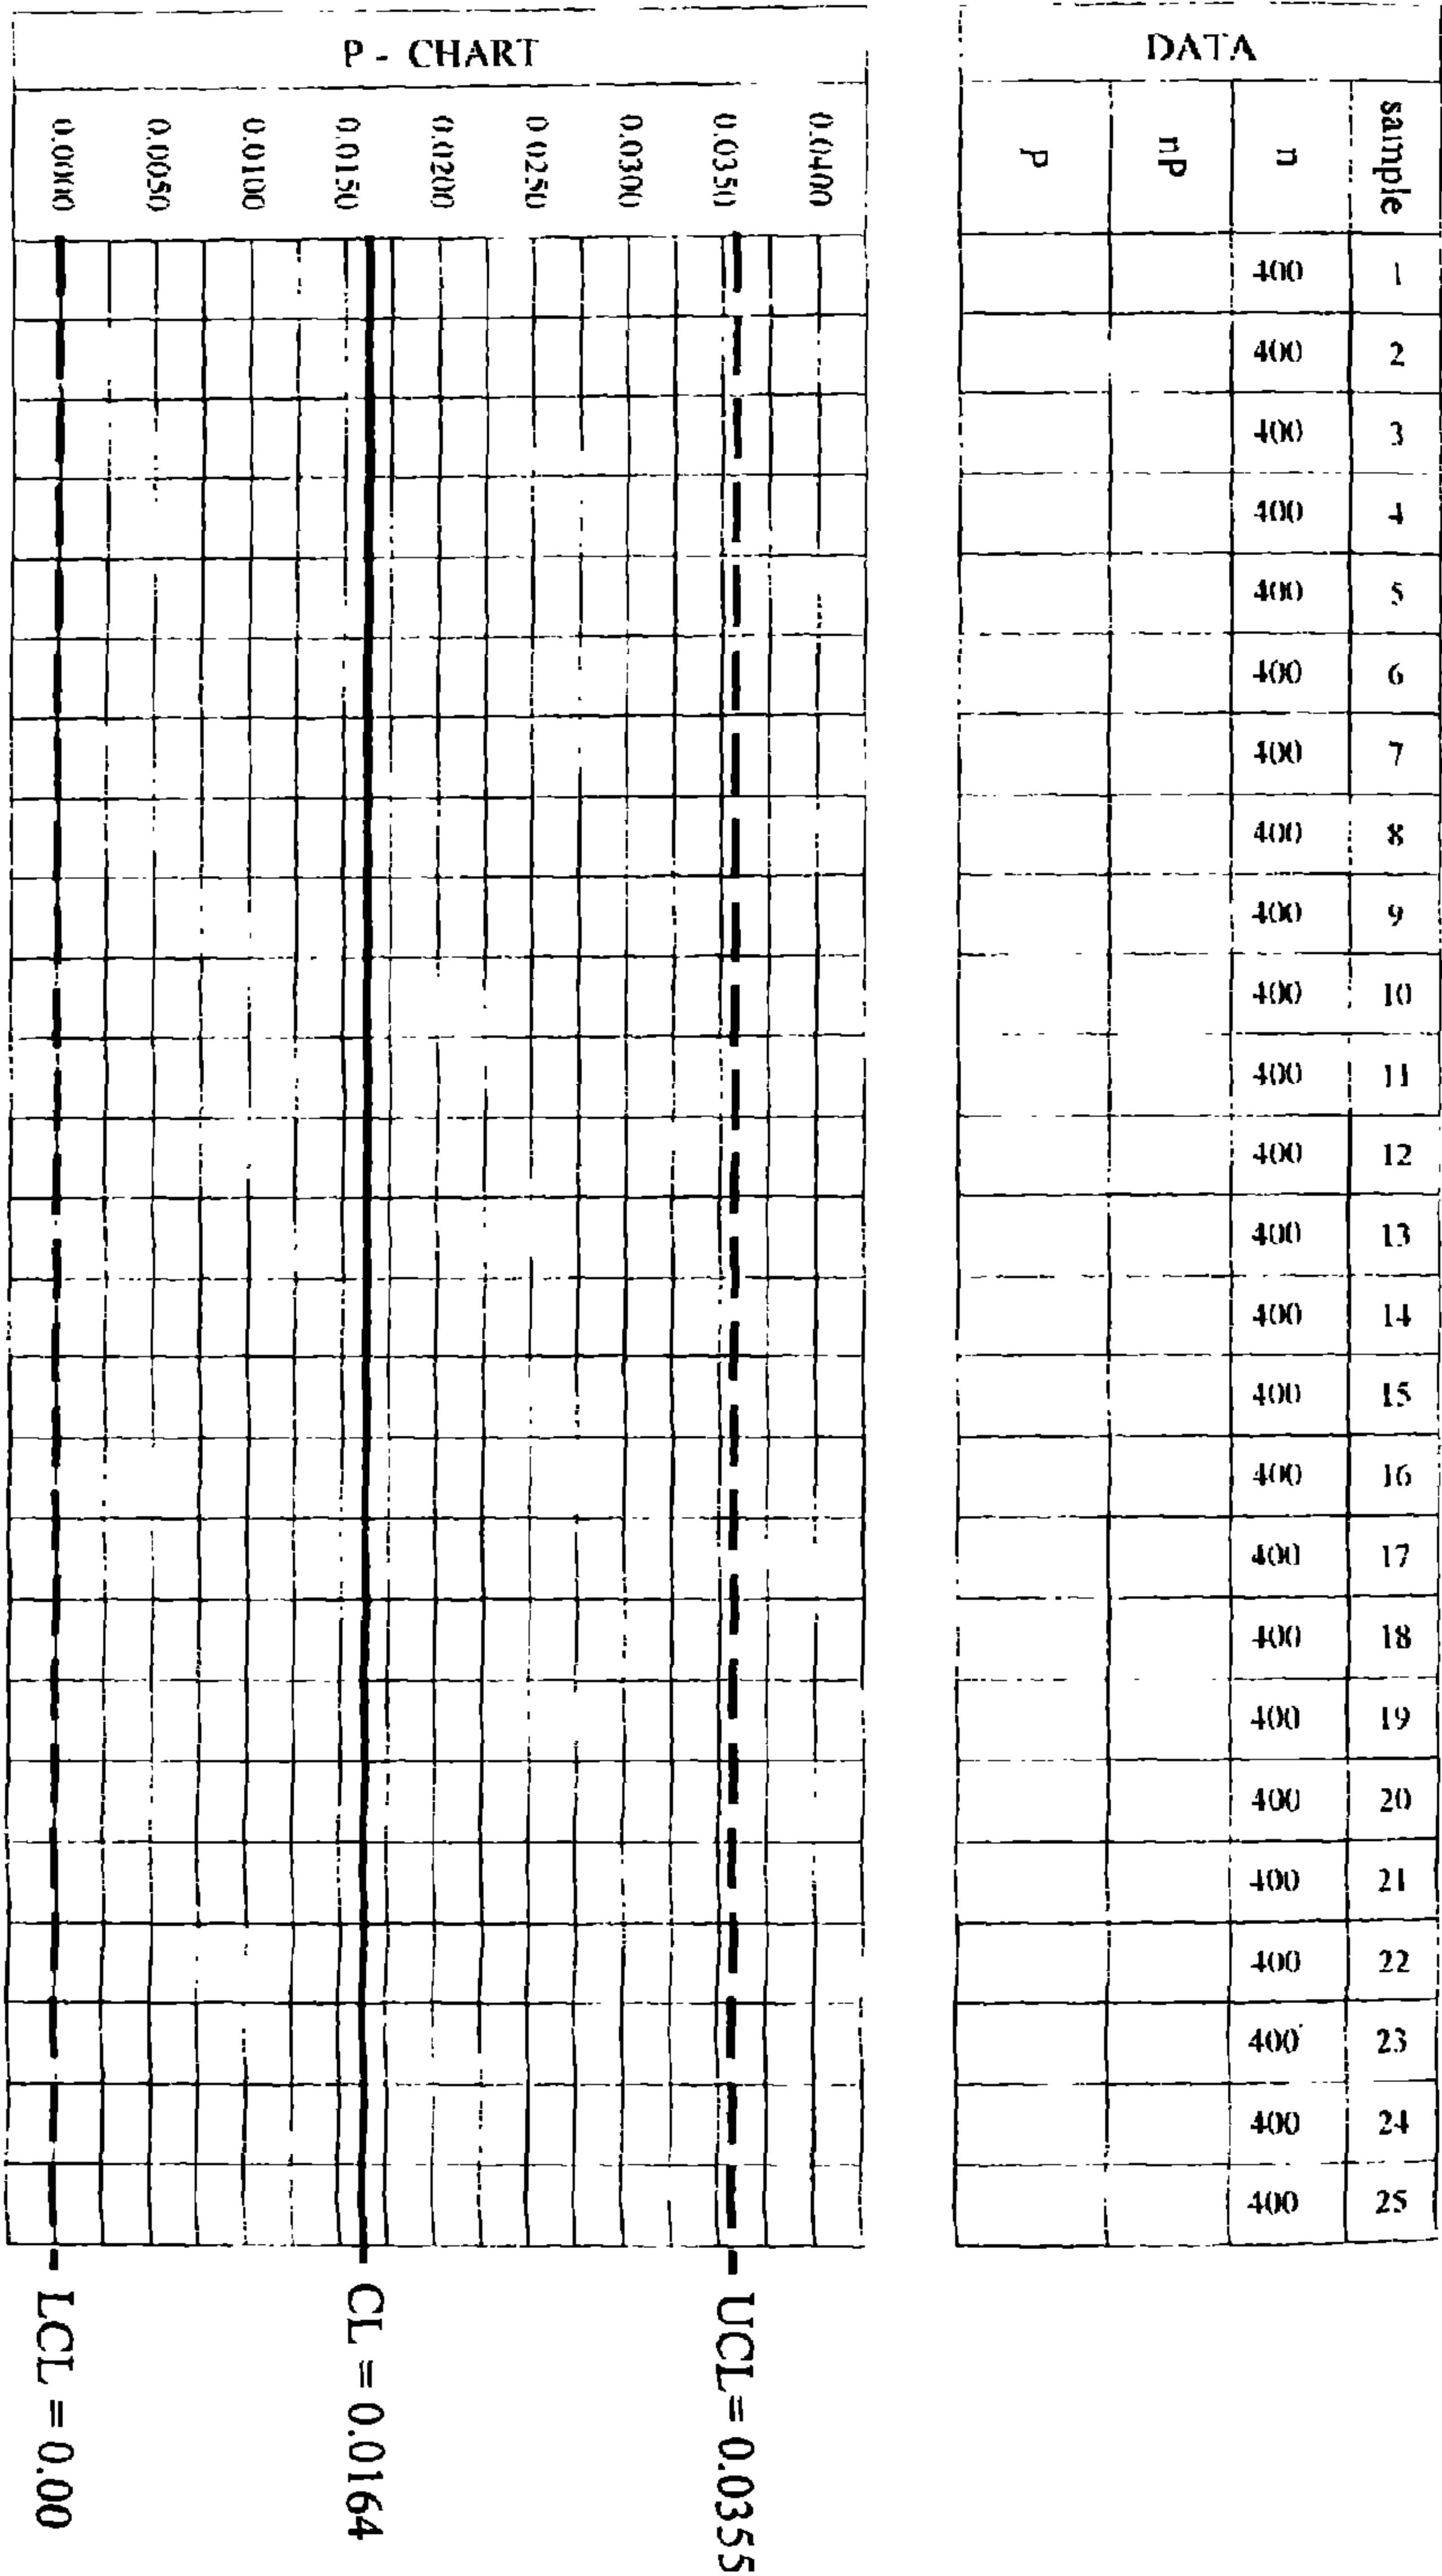 DATA
sample 1 2 3 4 5 6 7 8 9 10 11 12 13 14 15 16 17 18 19 20 21 22 23 24 25
n 400 400 400 400 400 400 400 400 400 400 400 400 400 400 400 400 400 400 400 400 400 400 400 400 400
nP
P
P - CHART
0.0400
0.0350
UCL = 0.0355
0.0300
0.0250
0.0200
0.0150
CL = 0.0164
0.0100
0.0050
0.0000
LCL = 0.00